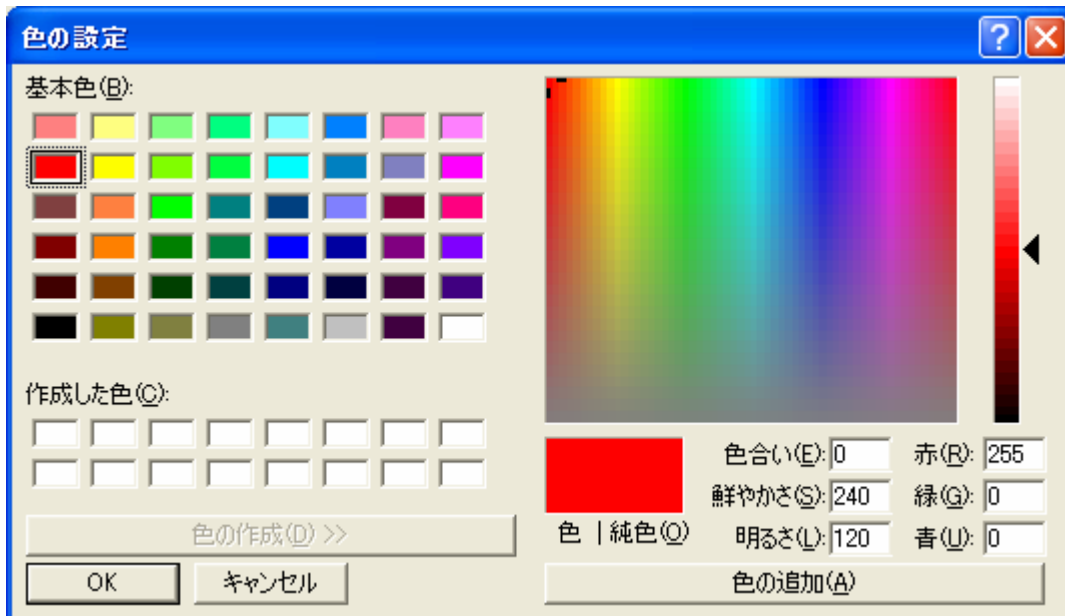 色の設定
基本色(B):
作成した色(C):
色の作成(D) >>
OK
キャンセル
色 | 純色(O)
色合い(E): 0
鮮やかさ(S): 240
明るさ(L): 120
赤(R): 255
緑(G): 0
青(U): 0
色の追加(A)